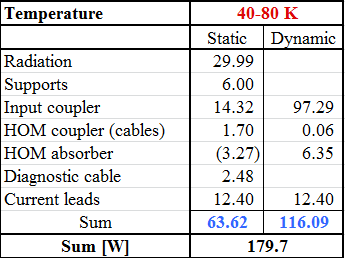 Temperature 40-80 K
Static Dynamic
Radiation 29.99
Supports 6.00
Input coupler 14.32 97.29
HOM coupler (cables) 1.70 0.06
HOM absorber (3.27) 6.35
Diagnostic cable 2.48
Current leads 12.40 12.40
Sum 63.62 116.09
Sum [W] 179.7